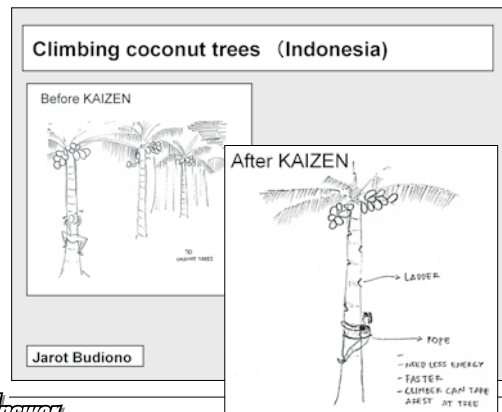 Climbing coconut trees (Indonesia)
Before KAIZEN
After KAIZEN
LADDER
ROPE
-
- NEED LESS ENERGY
- FASTER
- CLIMBER CAN TAKE
AREST AT TREE
Jarot Budiono